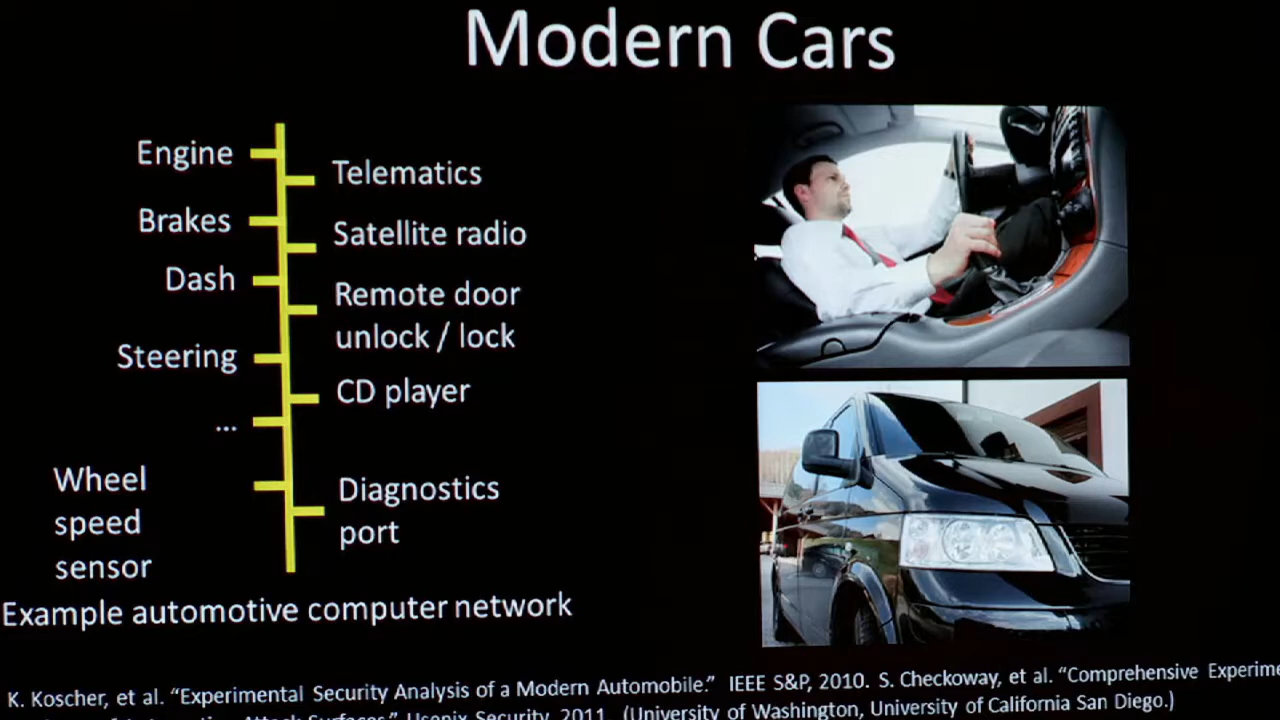 Modern Cars
Engine
Telematics
Brakes
Satellite radio
Dash
Remote door
unlock / lock
Steering
CD player
...
Wheel
speed
sensor
Diagnostics
port
Example automotive computer network
K. Koscher, et al. “Experimental Security Analysis of a Modern Automobile.” IEEE S&P, 2010. S. Checkoway, et al. “Comprehensive
Attack Surfaces.” Usenix Security, 2011. (University of Washington, University of California San Diego.)